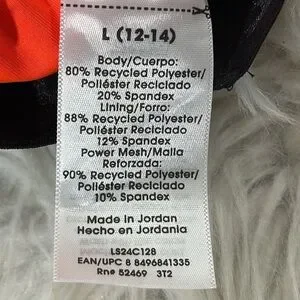 L (12-14)
Body/Cuerpo:
80% Recycled Polyester/
Poliéster Reciclado
20% Spandex
Lining/Forro:
88% Recycled Polyester/
Poliéster Reciclado
12% Spandex
Power Mesh/Malla
Reforzada:
90% Recycled Polyester/
Poliéster Reciclado
10% Spandex
Made in Jordan
Hecho en Jordania
LS24C128
EAN/UPC 8 8496841335
Rn# 52469 3T2